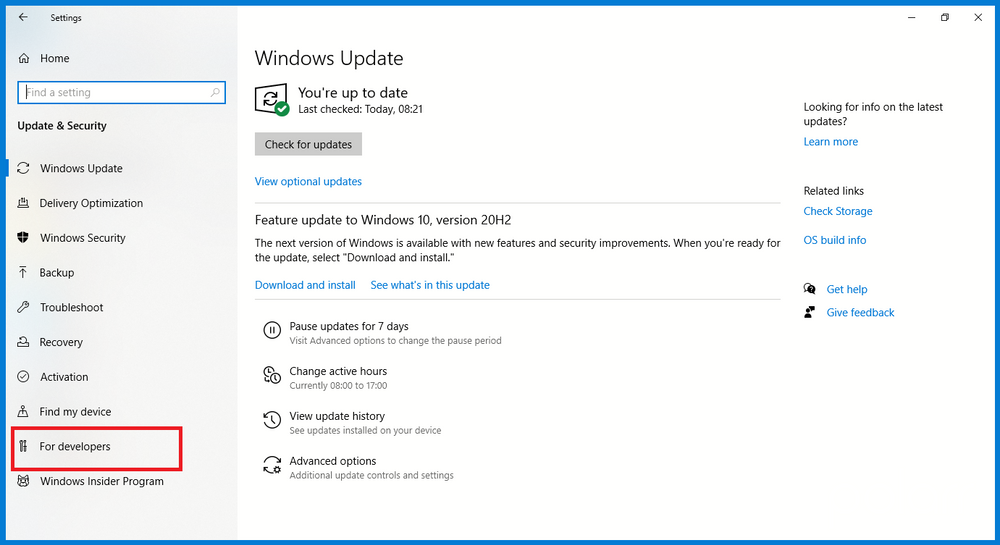 Settings
Home
Find a setting
Update & Security
Windows Update
Delivery Optimization
Windows Security
Backup
Troubleshoot
Recovery
Activation
Find my device
For developers
Windows Insider Program
Windows Update
You're up to date
Last checked: Today, 08:21
Check for updates
View optional updates
Feature update to Windows 10, version 20H2
The next version of Windows is available with new features and security improvements. When you're ready for
the update, select "Download and install."
Download and install See what's in this update
Pause updates for 7 days
Visit Advanced options to change the pause period
Change active hours
Currently 08:00 to 17:00
View update history
See updates installed on your device
Advanced options
Additional update controls and settings
Looking for info on the latest
updates?
Learn more
Related links
Check Storage
OS build info
Get help
Give feedback